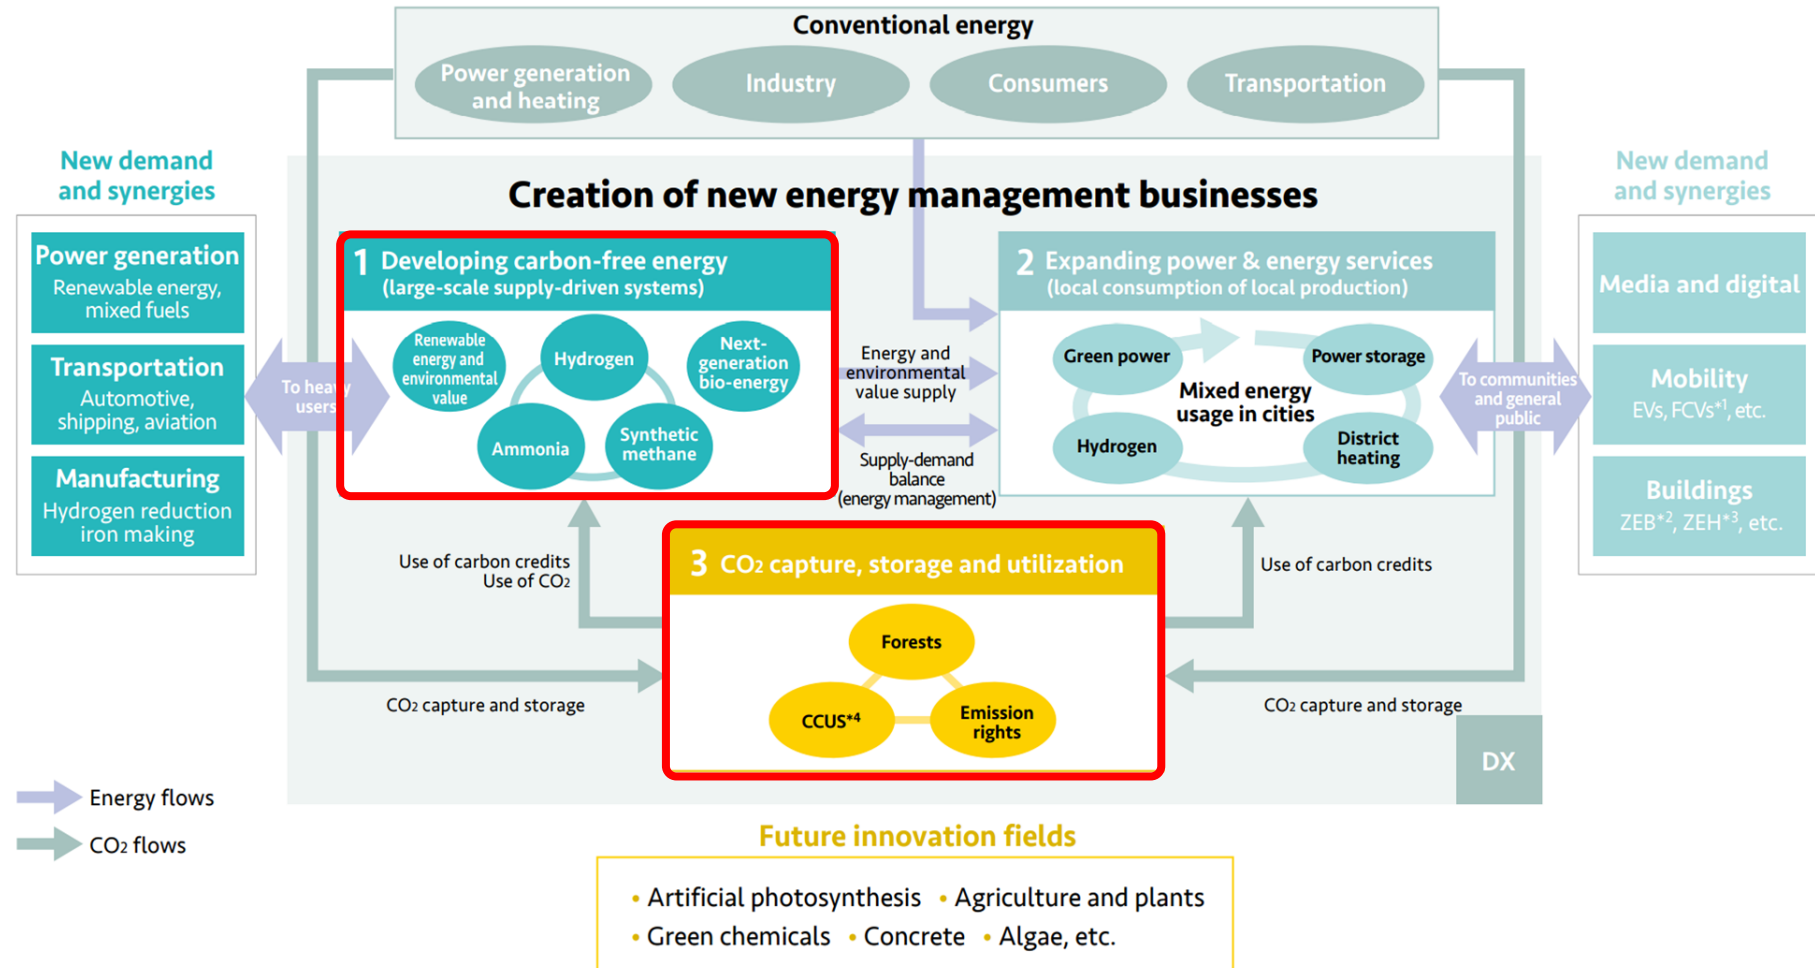 Conventional energy
Power generation
and heating
Industry
Consumers
Transportation
New demand
and synergies
Power generation
Renewable energy,
mixed fuels
Transportation
Automotive,
shipping, aviation
Manufacturing
Hydrogen reduction
iron making
To heavy
users
Creation of new energy management businesses
1 Developing carbon-free energy
(large-scale supply-driven systems)
Renewable
energy and
environmental
value
Hydrogen
Next-
generation
bio-energy
Ammonia
Synthetic
methane
Energy and
environmental
value supply
Supply-demand
balance
(energy management)
2 Expanding power & energy services
(local consumption of local production)
Green power
Power storage
Mixed energy
usage in cities
Hydrogen
District
heating
To communities
and general
public
New demand
and synergies
Media and digital
Mobility
EVs, FCVs*1, etc.
Buildings
ZEB*2, ZEH*3, etc.
Use of carbon credits
Use of CO2
3 CO2 capture, storage and utilization
Forests
CCUS*4
Emission
rights
Use of carbon credits
CO2 capture and storage
CO2 capture and storage
DX
Energy flows
CO2 flows
Future innovation fields
• Artificial photosynthesis • Agriculture and plants
• Green chemicals • Concrete • Algae, etc.